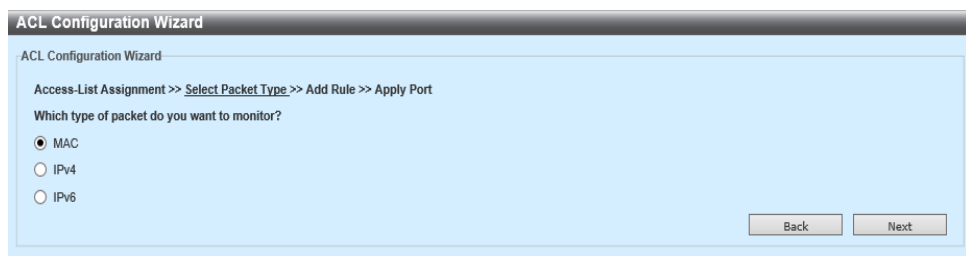 ACL Configuration Wizard
ACL Configuration Wizard
Access-List Assignment >> Select Packet Type >> Add Rule >> Apply Port
Which type of packet do you want to monitor?
MAC
IPv4
IPv6
Back
Next